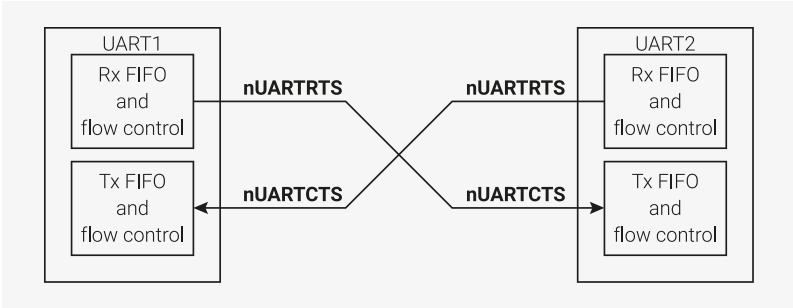 UART1
Rx FIFO
and
flow control
Tx FIFO
and
flow control
nUARTRTS
nUARTRTS
nUARTCTS
nUARTCTS
UART2
Rx FIFO
and
flow control
Tx FIFO
and
flow control